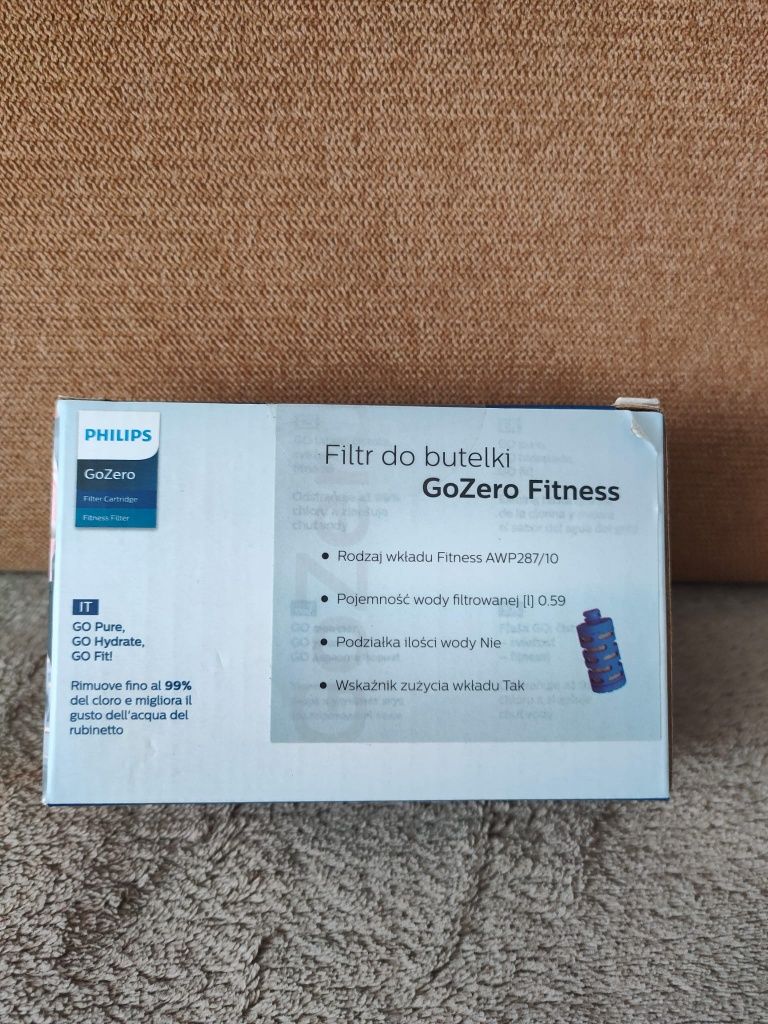 PHILIPS
GoZero
Filter Cartridge
Fitness Filter
IT
GO Pure,
GO Hydrate,
GO Fit!
Rimuove fino al 99%
del cloro e migliora il
gusto dell'acqua del
rubinetto
Filtr do butelki
GoZero Fitness
• Rodzaj wkładu Fitness AWP287/10
• Pojemność wody filtrowanej [l] 0.59
• Podziałka ilości wody Nie
• Wskaźnik zużycia wkładu Tak